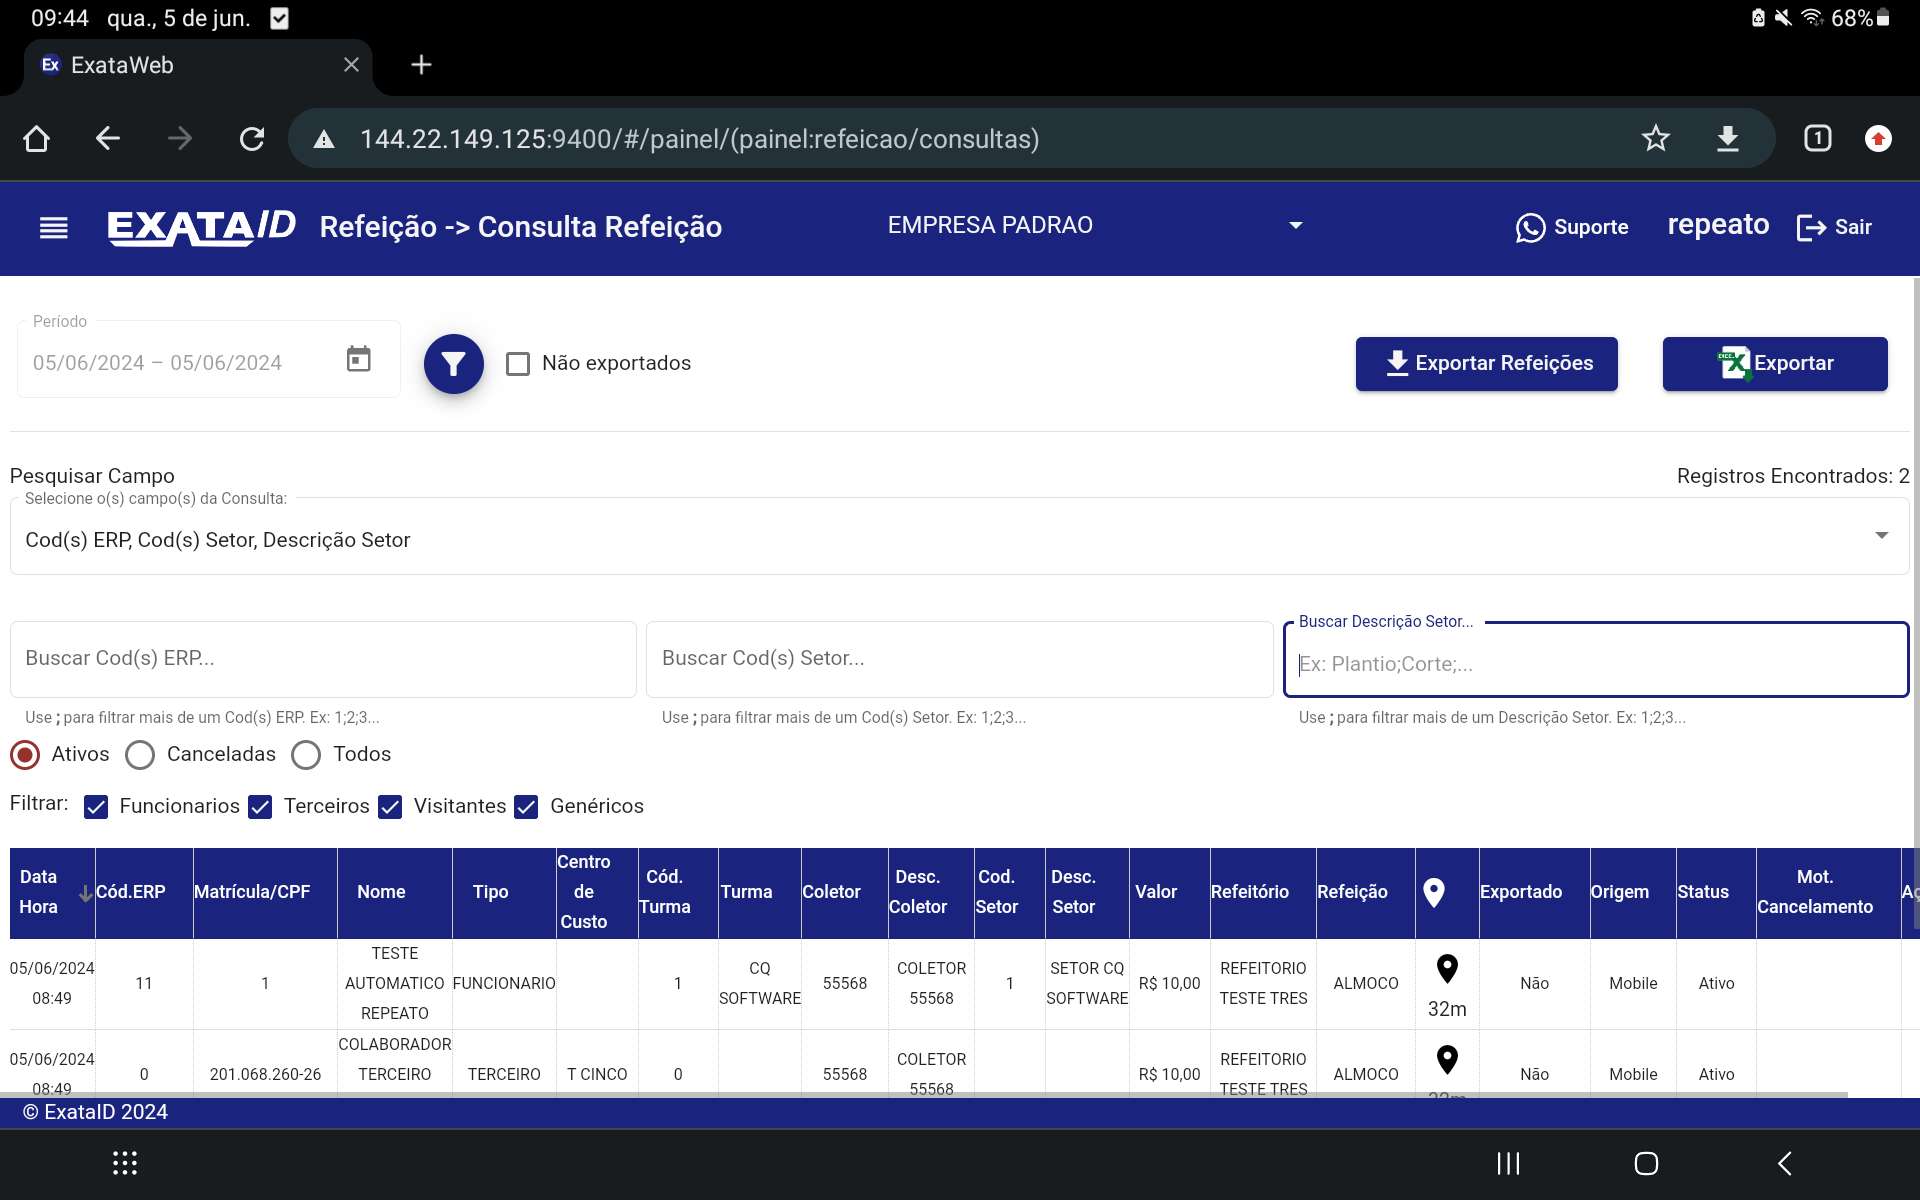 09:44 qua., 5 de jun. 68%
Ex ExataWeb
144.22.149.125:9400/#/painel/(painel:refeicao/consultas) 1
EXATA/ID Refeição -> Consulta Refeição EMPRESA PADRAO Suporte repeato Sair
Período
05/06/2024 – 05/06/2024 Não exportados Exportar Refeições Exportar
Pesquisar Campo Registros Encontrados: 2
Selecione o(s) campo(s) da Consulta:
Cod(s) ERP, Cod(s) Setor, Descrição Setor
Buscar Descrição Setor...
Buscar Cod(s) ERP... Buscar Cod(s) Setor... Ex: Plantio;Corte;...
Use ; para filtrar mais de um Cod(s) ERP. Ex: 1;2;3... Use ; para filtrar mais de um Cod(s) Setor. Ex: 1;2;3... Use ; para filtrar mais de um Descrição Setor. Ex: 1;2;3...
Ativos Canceladas Todos
Filtrar: Funcionarios Terceiros Visitantes Genéricos
Data Hora Cód.ERP Matrícula/CPF Nome Tipo Centro de Custo Cód. Turma Turma Coletor Desc. Coletor Cod. Setor Desc. Setor Valor Refeitório Refeição Exportado Origem Status Mot. Cancelamento
05/06/2024 08:49 11 1 TESTE AUTOMATICO REPEATO FUNCIONARIO 1 CQ SOFTWARE 55568 COLETOR 55568 1 SETOR CQ SOFTWARE R$ 10,00 REFEITORIO TESTE TRES ALMOCO 32m Não Mobile Ativo
05/06/2024 08:49 0 201.068.260-26 COLABORADOR TERCEIRO TERCEIRO T CINCO 0 55568 COLETOR 55568 R$ 10,00 REFEITORIO TESTE TRES ALMOCO Não Mobile Ativo
© ExataID 2024